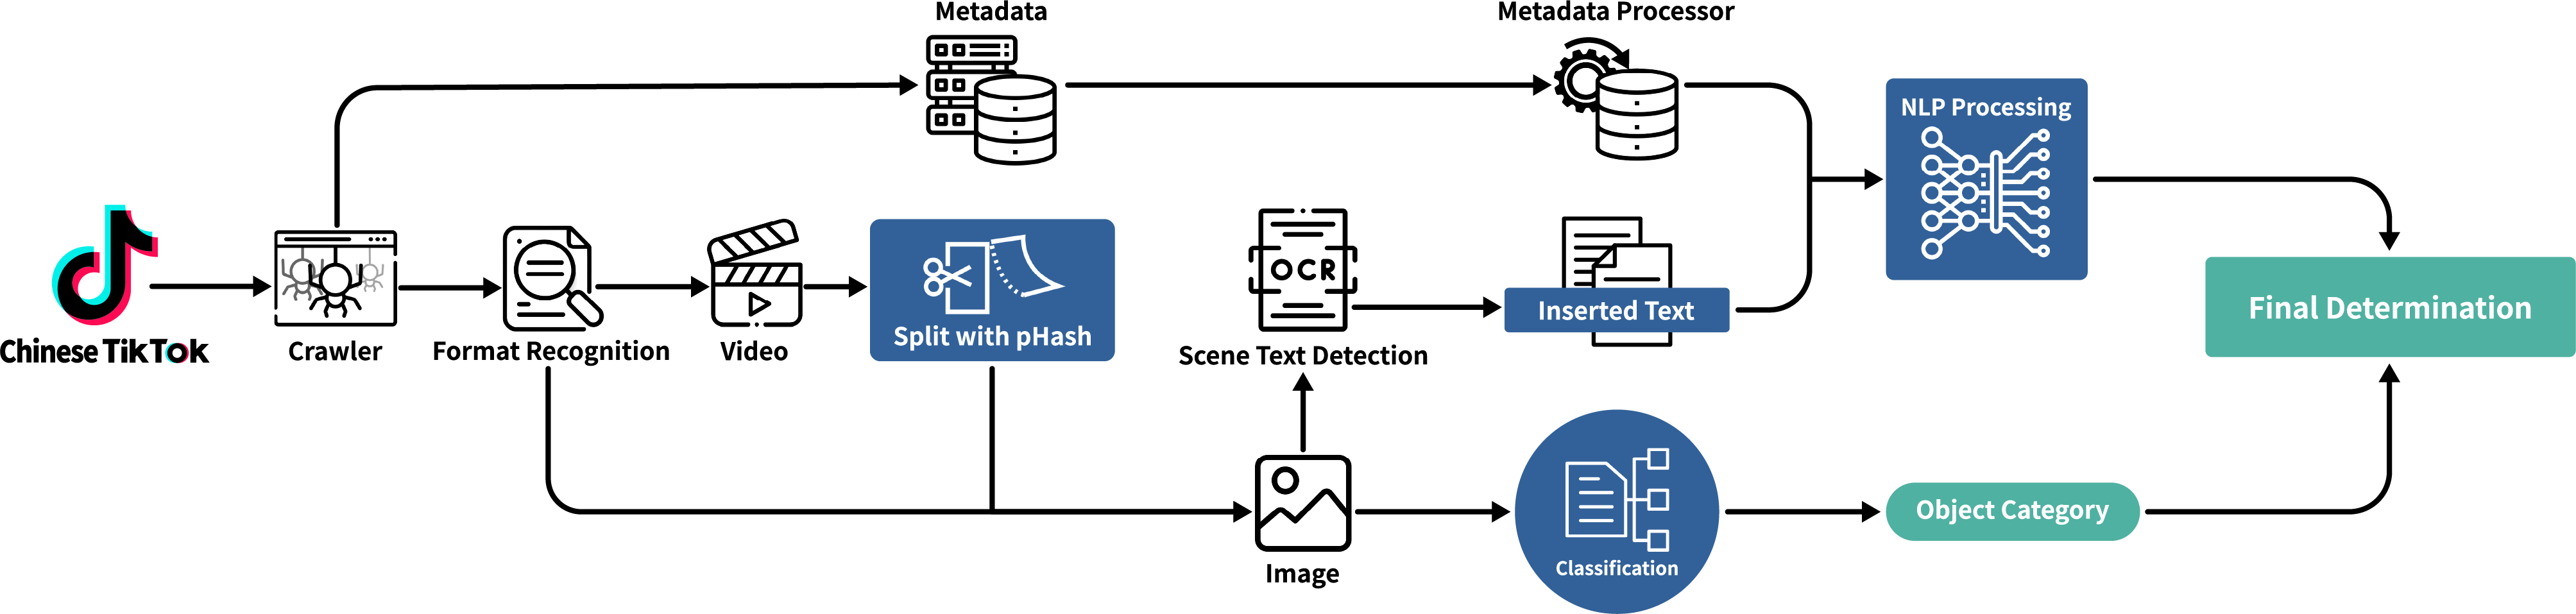 Metadata
Metadata Processor
NLP Processing
Chinese TikTok
Crawler
Format Recognition
Video
Split with pHash
OCR
Scene Text Detection
Inserted Text
Final Determination
Image
Classification
Object Category